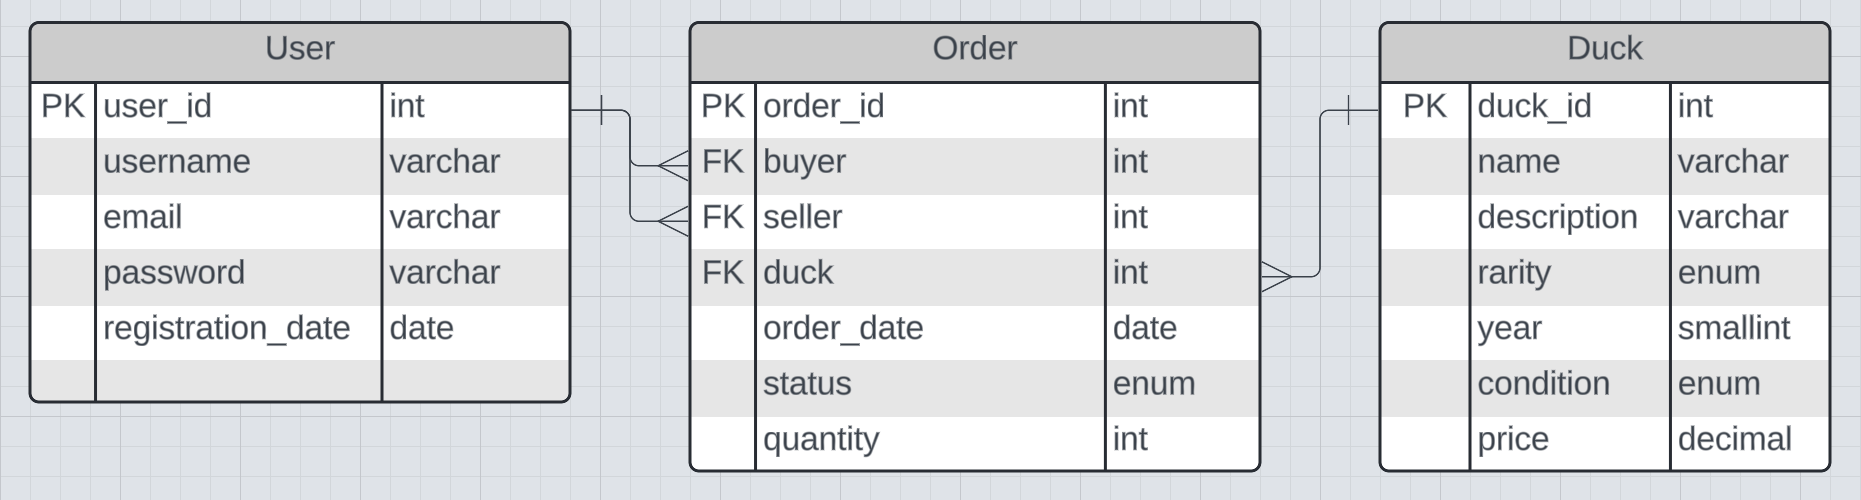 User
PK user_id int
username varchar
email varchar
password varchar
registration_date date
Order
PK order_id int
FK buyer int
FK seller int
FK duck int
order_date date
status enum
quantity int
Duck
PK duck_id int
name varchar
description varchar
rarity enum
year smallint
condition enum
price decimal